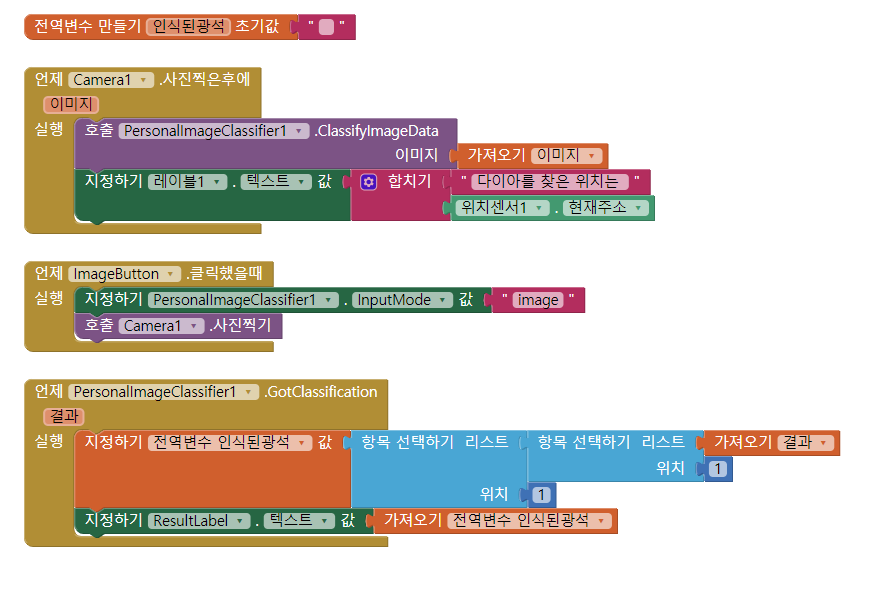 전역변수 만들기 인식된광석 초기값 " "
언제 Camera1 .사진찍은후에
이미지
실행 호출 PersonalImageClassifier1 .ClassifyImageData
이미지 가져오기 이미지
지정하기 레이블1 . 텍스트 값 합치기 " 다이아를 찾은 위치는 "
위치센서1 . 현재주소
언제 ImageButton .클릭했을때
실행 지정하기 PersonalImageClassifier1 . InputMode 값 " image "
호출 Camera1 .사진찍기
언제 PersonalImageClassifier1 .GotClassification
결과
실행 지정하기 전역변수 인식된광석 값 항목 선택하기 리스트 항목 선택하기 리스트 가져오기 결과
위치 1
위치 1
지정하기 ResultLabel . 텍스트 값 가져오기 전역변수 인식된광석